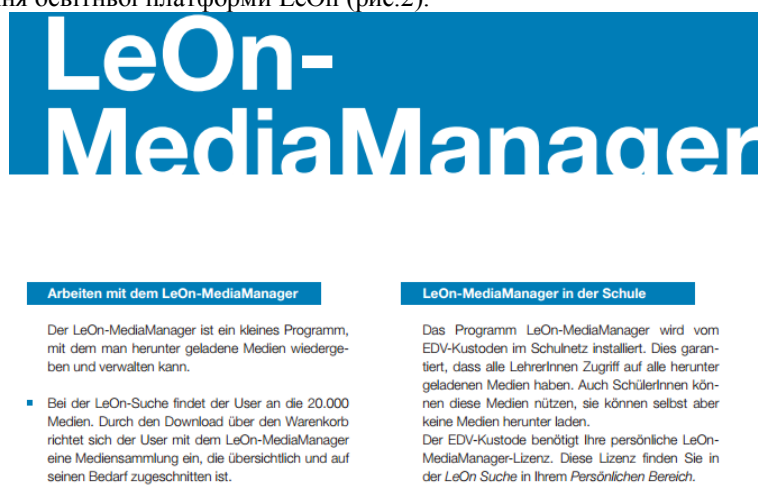 освітньої платформи LeOn (рис.2).
LeOn-
MediaManager
Arbeiten mit dem LeOn-MediaManager
Der LeOn-MediaManager ist ein kleines Programm,
mit dem man herunter geladene Medien wiederge-
ben und verwalten kann.
Bei der LeOn-Suche findet der User an die 20.000
Medien. Durch den Download über den Warenkorb
richtet sich der User mit dem LeOn-MediaManager
eine Mediensammlung ein, die übersichtlich und auf
seinen Bedarf zugeschnitten ist.
LeOn-MediaManager in der Schule
Das Programm LeOn-MediaManager wird vom
EDV-Kustoden im Schulnetz installiert. Dies garan-
tiert, dass alle LehrerInnen Zugriff auf alle herunter
geladenen Medien haben. Auch SchülerInnen kön-
nen diese Medien nützen, sie können selbst aber
keine Medien herunter laden.
Der EDV-Kustode benötigt Ihre persönliche LeOn-
MediaManager-Lizenz. Diese Lizenz finden Sie in
der LeOn Suche in Ihrem Persönlichen Bereich.